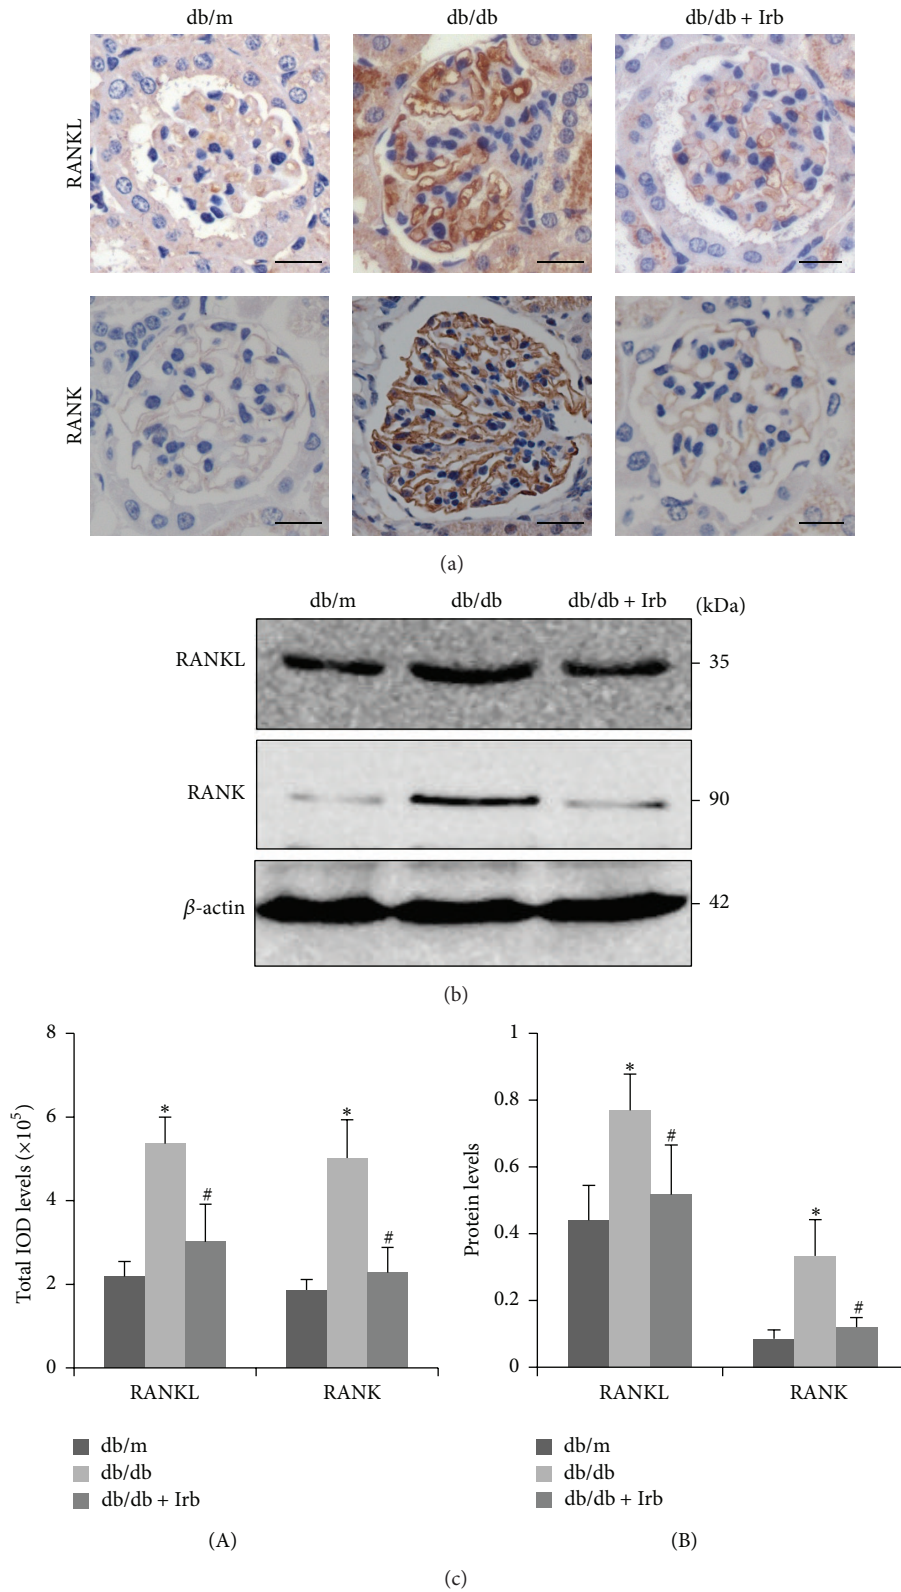 db/m db/db db/db + Irb
RANKL
RANK
(a)
db/m db/db db/db + Irb (kDa)
RANKL 35
RANK 90
β-actin 42
(b)
Total IOD levels (×10⁵)
8
6
4
2
0
* # * #
RANKL RANK
db/m
db/db
db/db + Irb
(A)
Protein levels
1
0.8
0.6
0.4
0.2
0
* # * #
RANKL RANK
db/m
db/db
db/db + Irb
(B)
(c)